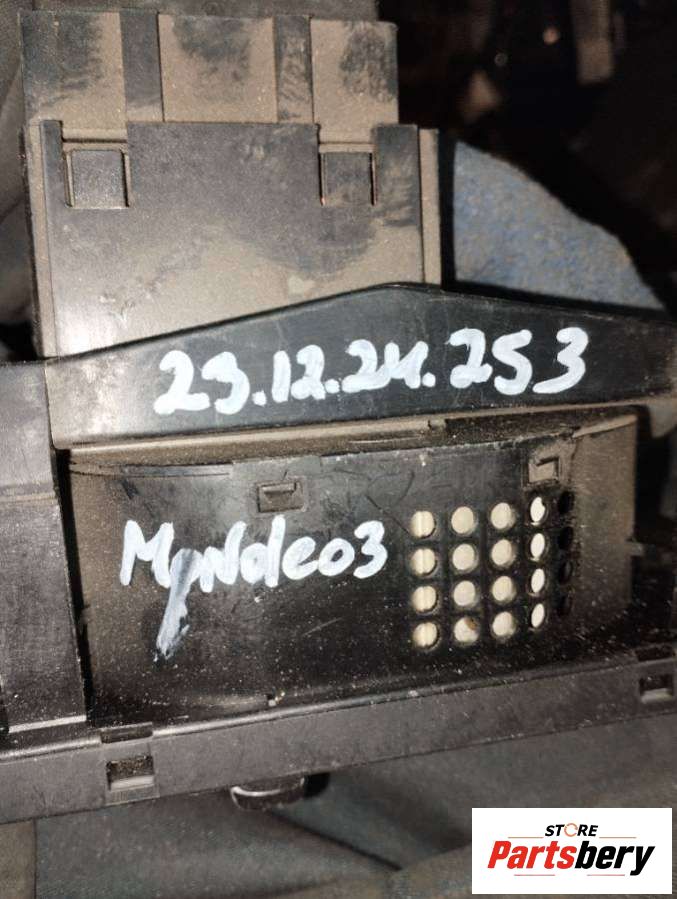 23.12.24.253
Mondeo3
STORE
Partsbery